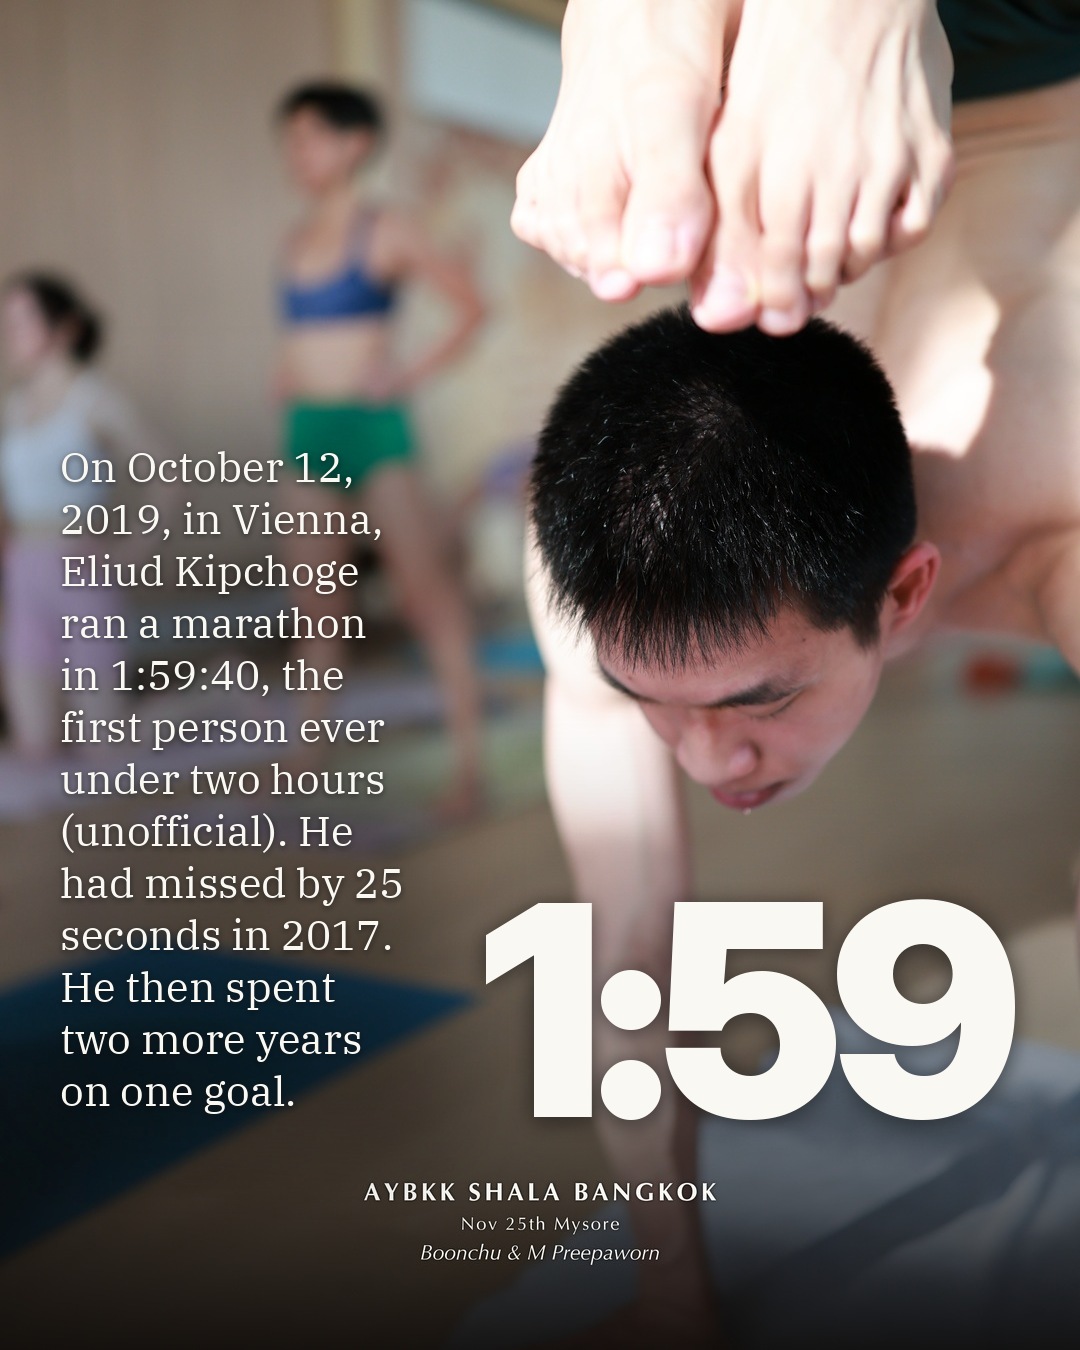 On October 12,
2019, in Vienna,
Eliud Kipchoge
ran a marathon
in 1:59:40, the
first person ever
under two hours
(unofficial). He
had missed by 25
seconds in 2017.
He then spent
two more years
on one goal.
1:59
AYBKK SHALA BANGKOK
Nov 25th Mysore
Boonchu & M Preepaworn